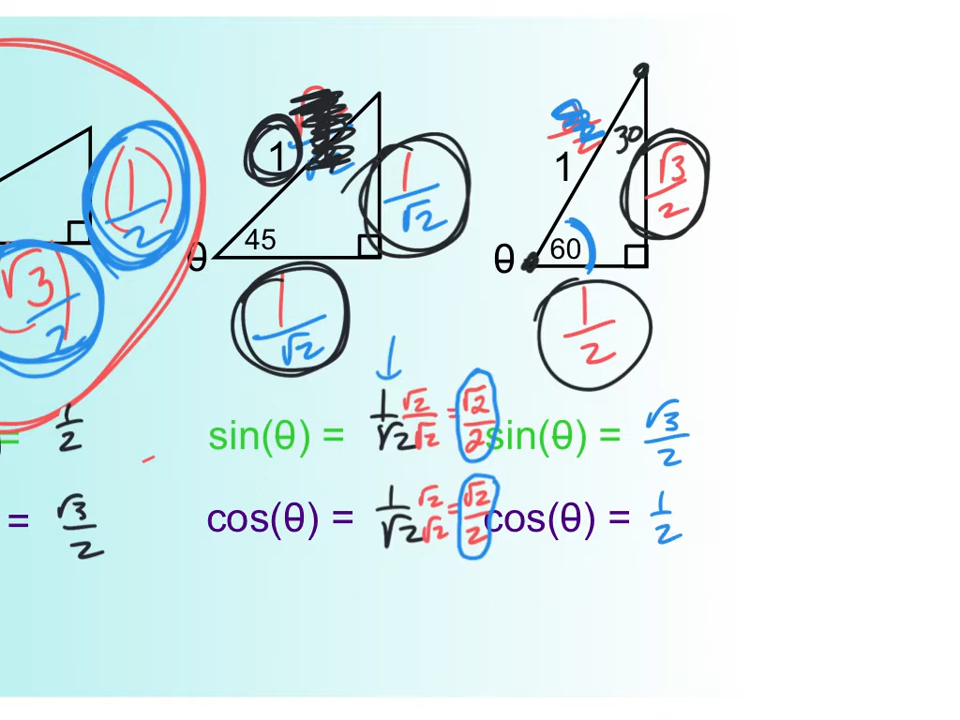 1/2
√3/2
1
1/√2
45
θ
1/√2
1
30
√3/2
60
θ
1/2
= 1/2
sin(θ) = 1/√2 √2/√2 = √2/2
sin(θ) = √3/2
= √3/2
cos(θ) = 1/√2 √2/√2 = √2/2
cos(θ) = 1/2